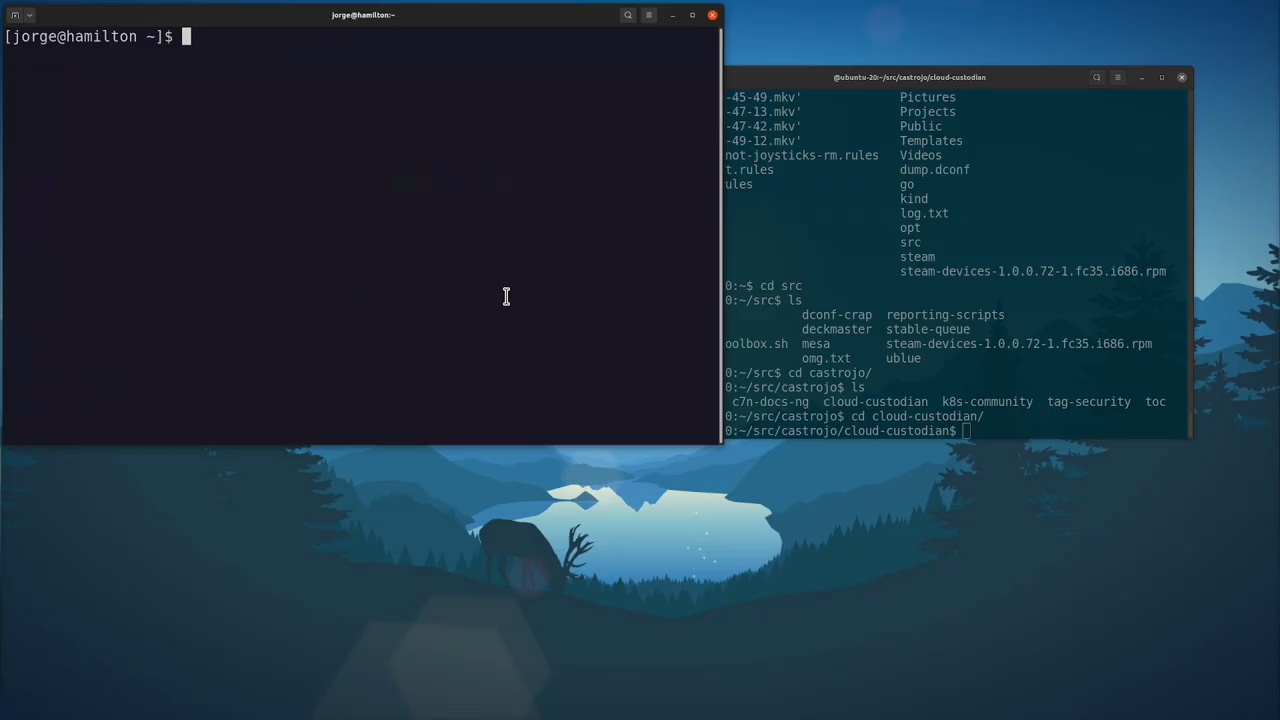 jorge@hamilton:~
[jorge@hamilton ~]$
@ubuntu-20:~/src/castrojo/cloud-custodian
-45-49.mkv' Pictures
-47-13.mkv' Projects
-47-42.mkv' Public
-49-12.mkv' Templates
not-joysticks-rm.rules Videos
t.rules dump.dconf
ules go
kind
log.txt
opt
src
steam
steam-devices-1.0.0.72-1.fc35.i686.rpm
0:~$ cd src
0:~/src$ ls
dconf-crap reporting-scripts
deckmaster stable-queue
oolbox.sh mesa steam-devices-1.0.0.72-1.fc35.i686.rpm
omg.txt ublue
0:~/src$ cd castrojo/
0:~/src/castrojo$ ls
c7n-docs-ng cloud-custodian k8s-community tag-security toc
0:~/src/castrojo$ cd cloud-custodian/
0:~/src/castrojo/cloud-custodian$